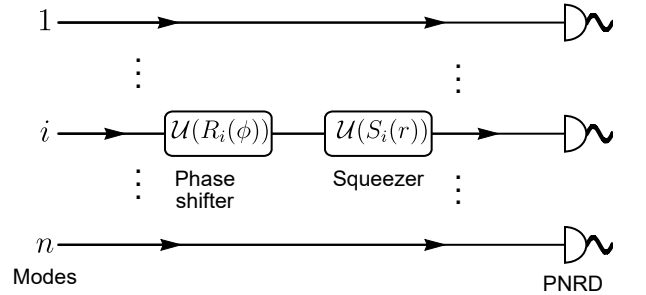 1
i
𝒰(R_i(ϕ))
𝒰(S_i(r))
Phase
shifter
Squeezer
n
Modes
PNRD